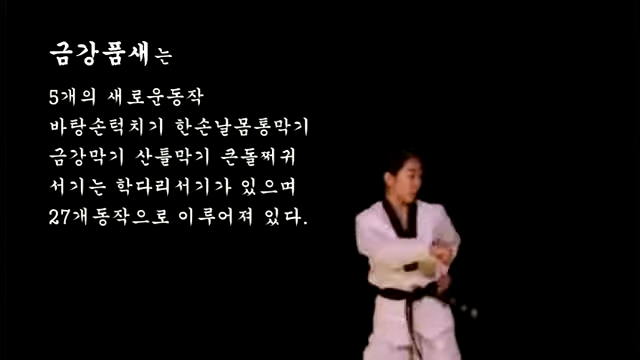 금강품새는
5개의 새로운동작
바탕손턱치기 한손날몸통막기
금강막기 산틀막기 큰돌쩌귀
서기는 학다리서기가 있으며
27개동작으로 이루어져 있다.